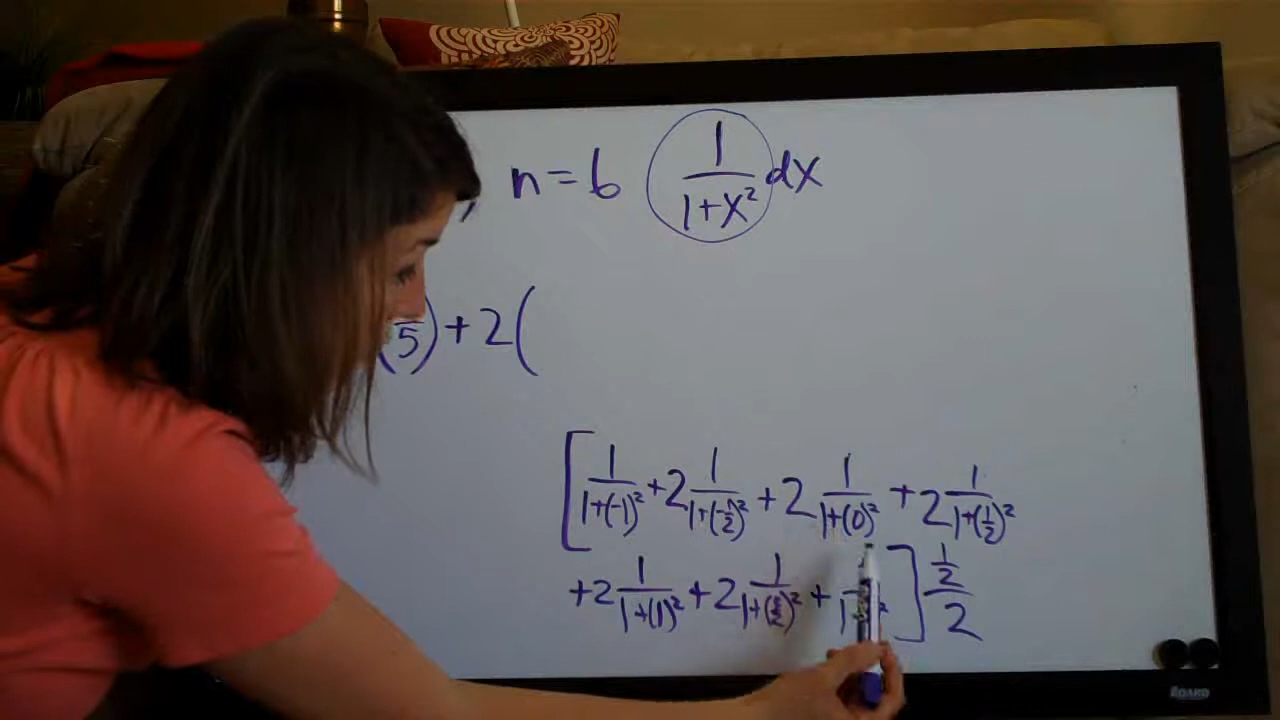 , n=6 1/(1+x²) dx
5)+2(
[1/(1+(-1)²)+2 1/(1+(-1/2)²)+2 1/(1+(0)²)+2 1/(1+(1/2)²)
+2 1/(1+(1)²)+2 1/(1+(3/2)²)+ ] (1/2)/2
BOARD